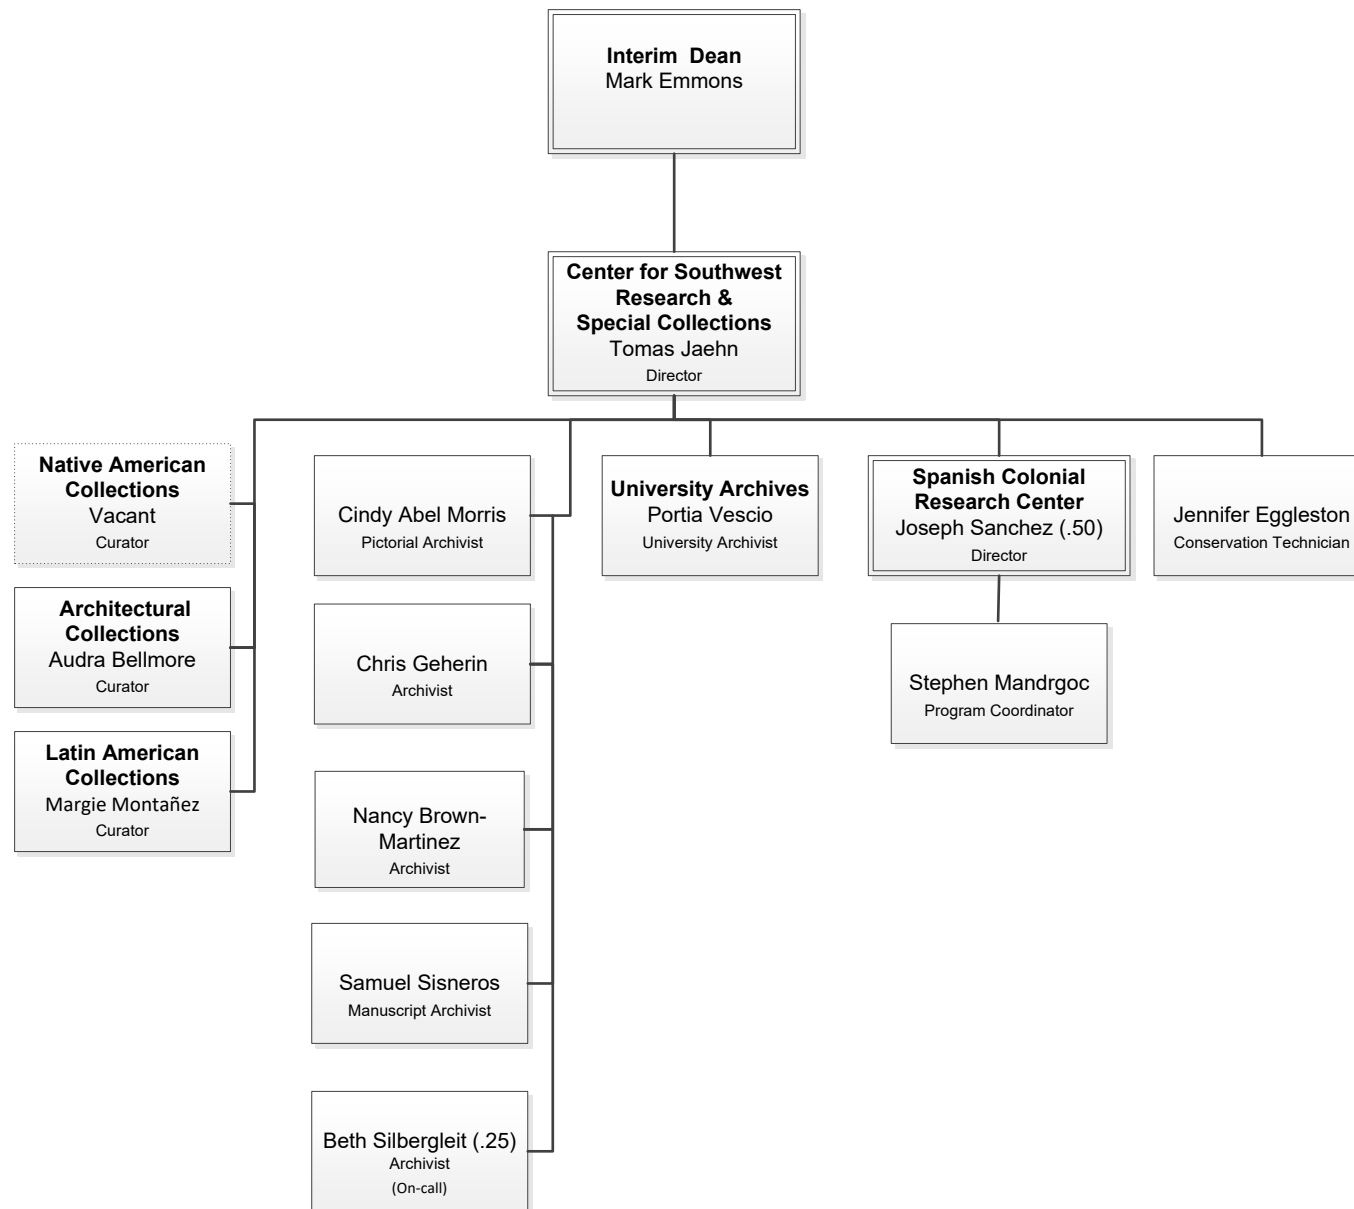 Interim  Dean
Mark Emmons
Center for Southwest
Research &
Special Collections
Tomas Jaehn
Director
Native American
Collections
Vacant
Curator
Architectural
Collections
Audra Bellmore
Curator
Latin American
Collections
Margie Montañez
Curator
Cindy Abel Morris
Pictorial Archivist
Chris Geherin
Archivist
Nancy Brown-
Martinez
Archivist
Samuel Sisneros
Manuscript Archivist
Beth Silbergleit (.25)
Archivist
(On-call)
University Archives
Portia Vescio
University Archivist
Spanish Colonial
Research Center
Joseph Sanchez (.50)
Director
Stephen Mandrgoc
Program Coordinator
Jennifer Eggleston
Conservation Technician